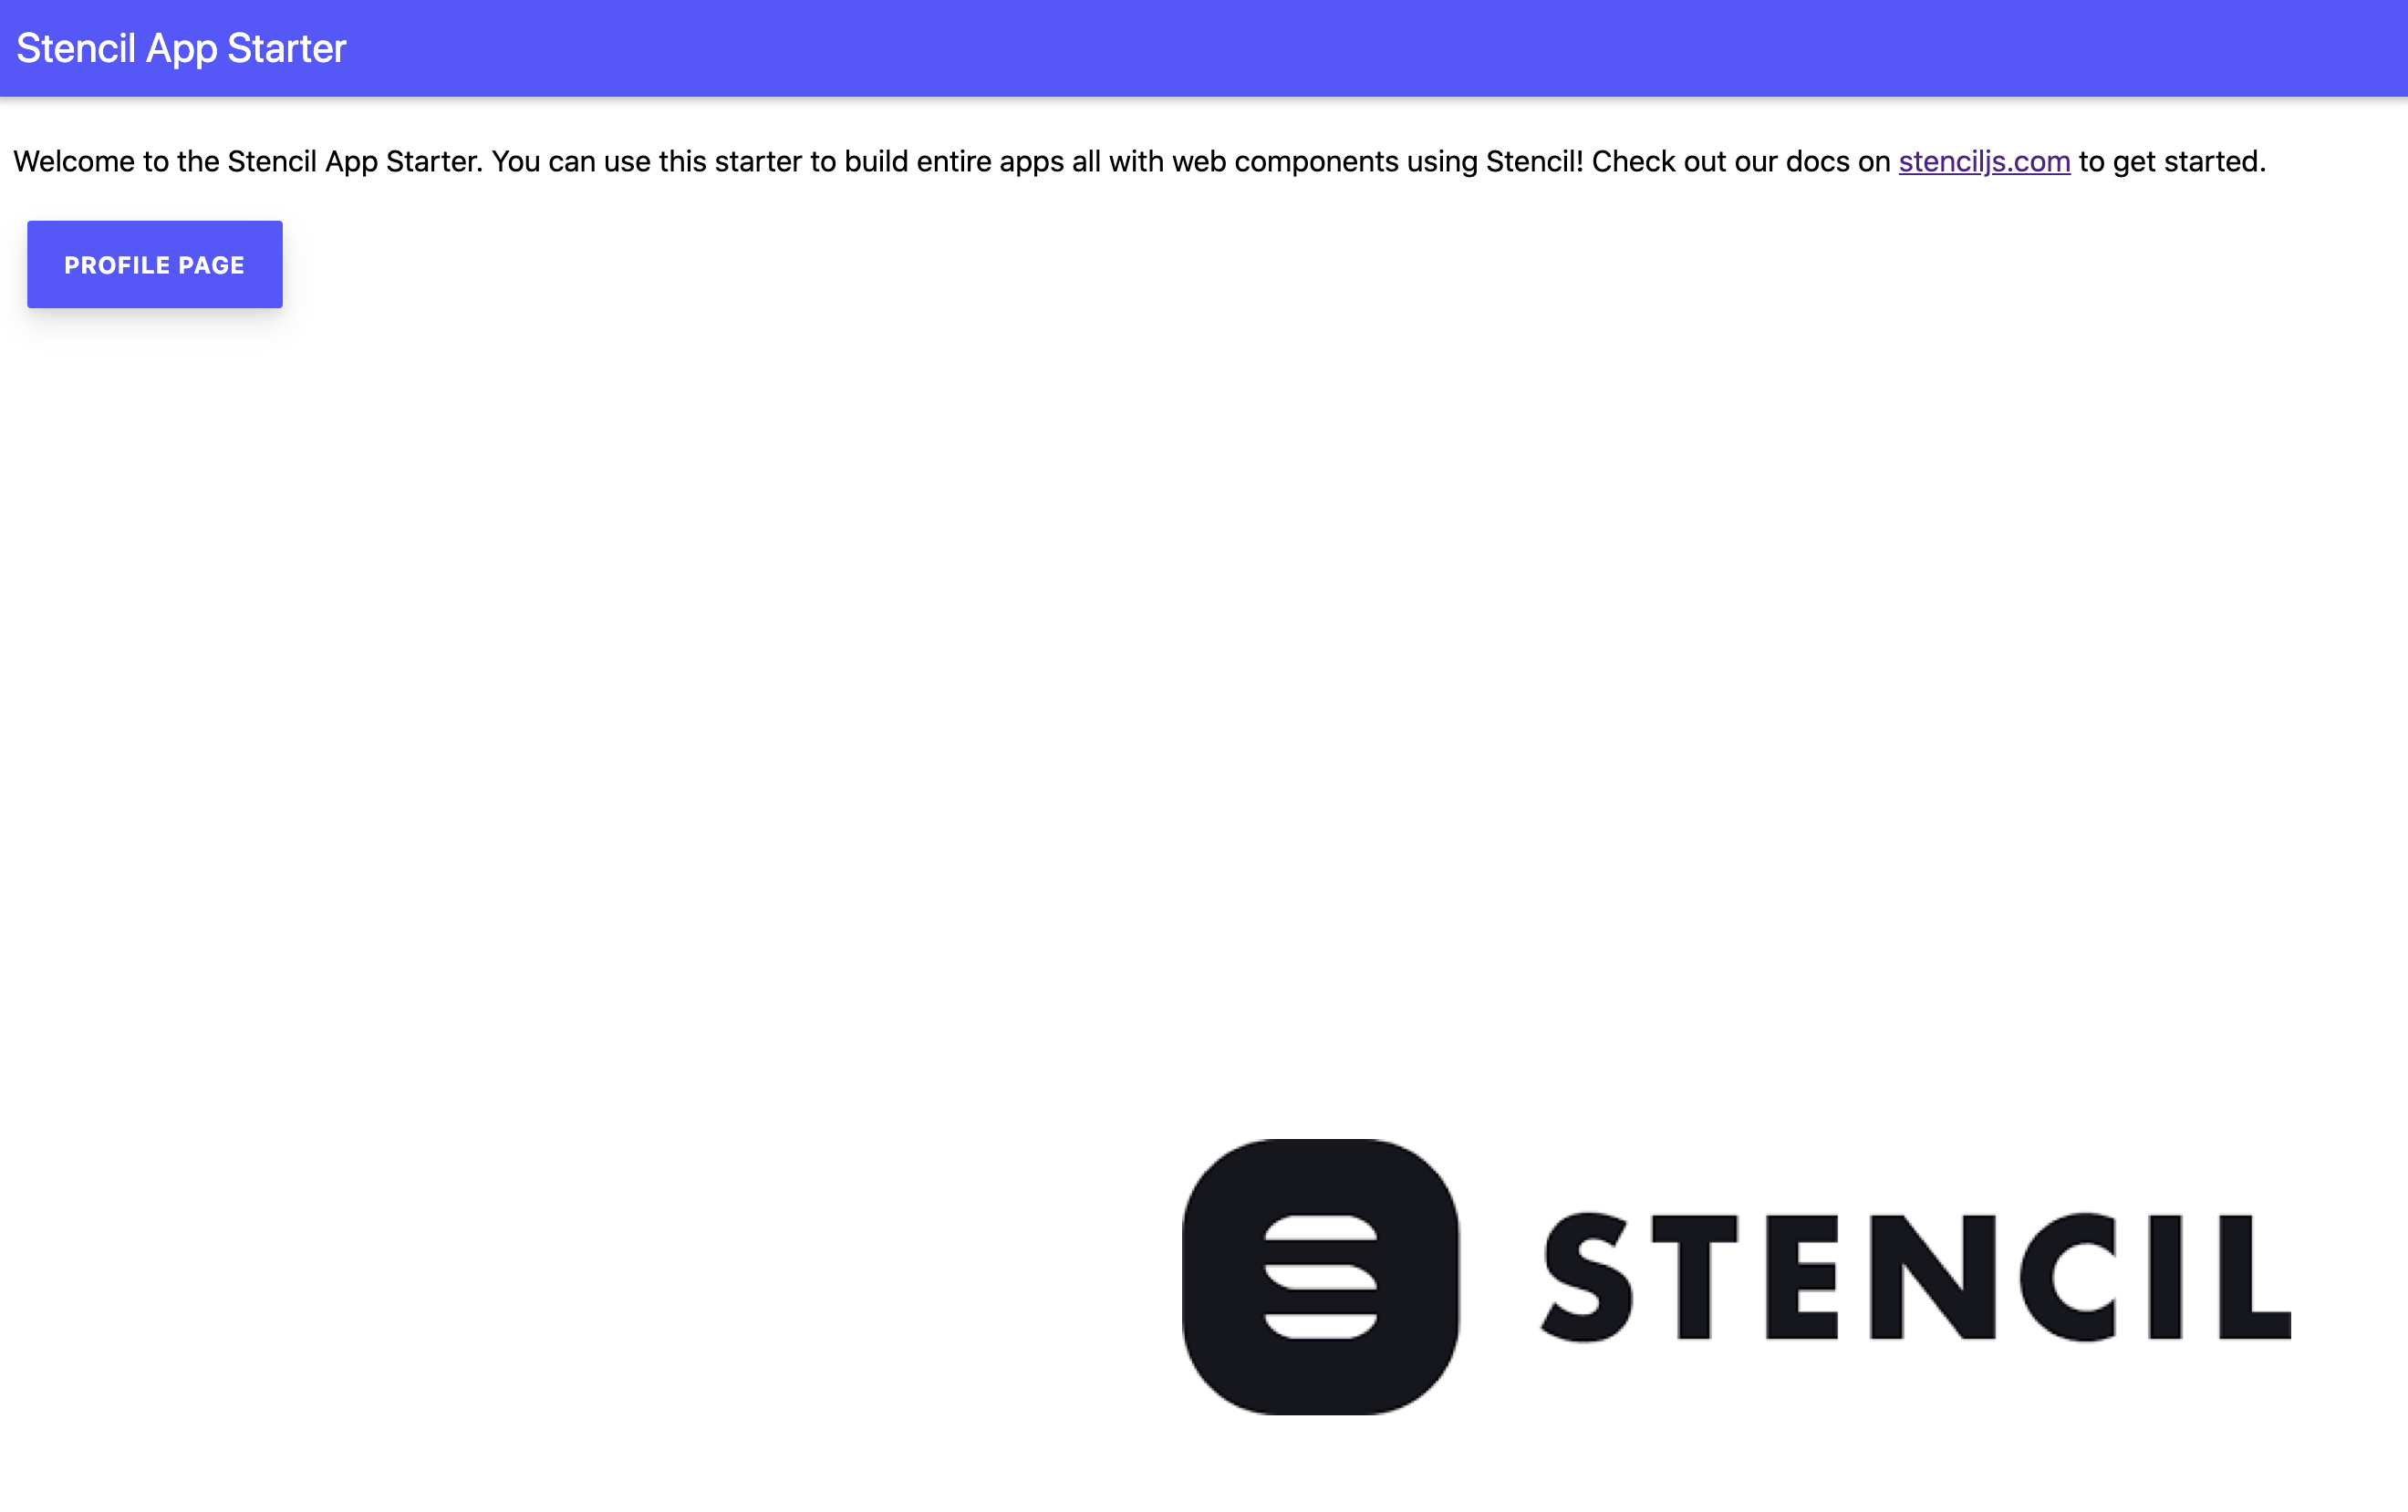 Stencil App Starter
Welcome to the Stencil App Starter. You can use this starter to build entire apps all with web components using Stencil! Check out our docs on stenciljs.com to get started.
PROFILE PAGE
STENCIL